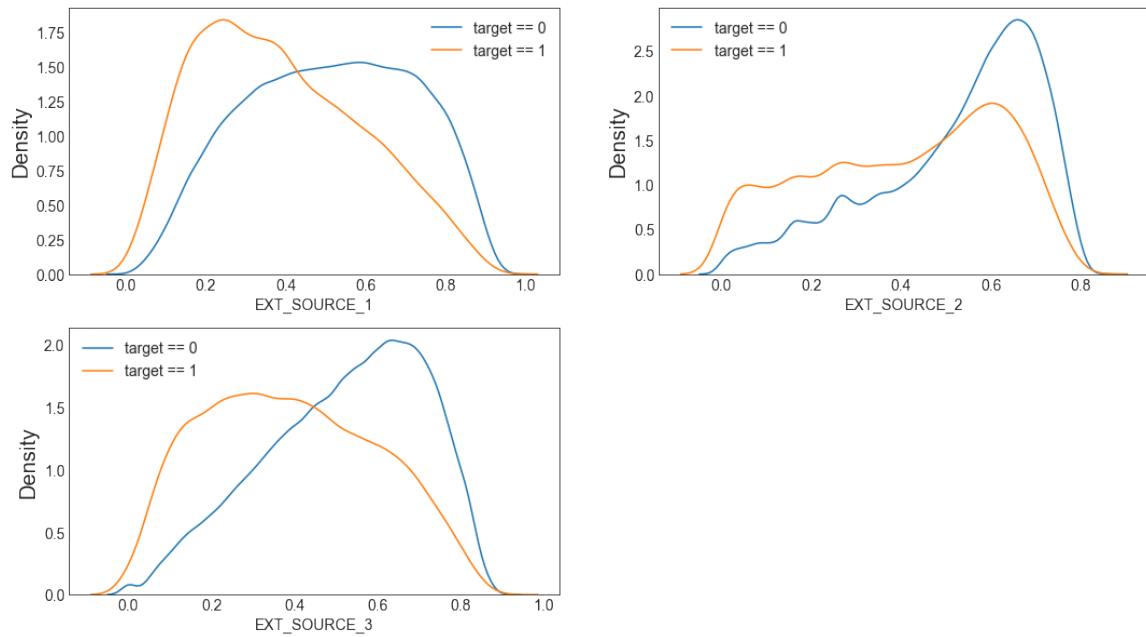 1.75
1.50
1.25
1.00
0.75
0.50
0.25
0.00
Density
target == 0
target == 1
0.0 0.2 0.4 0.6 0.8 1.0
EXT_SOURCE_1
2.5
2.0
1.5
1.0
0.5
0.0
Density
target == 0
target == 1
0.0 0.2 0.4 0.6 0.8
EXT_SOURCE_2
2.0
1.5
1.0
0.5
0.0
Density
target == 0
target == 1
0.0 0.2 0.4 0.6 0.8 1.0
EXT_SOURCE_3